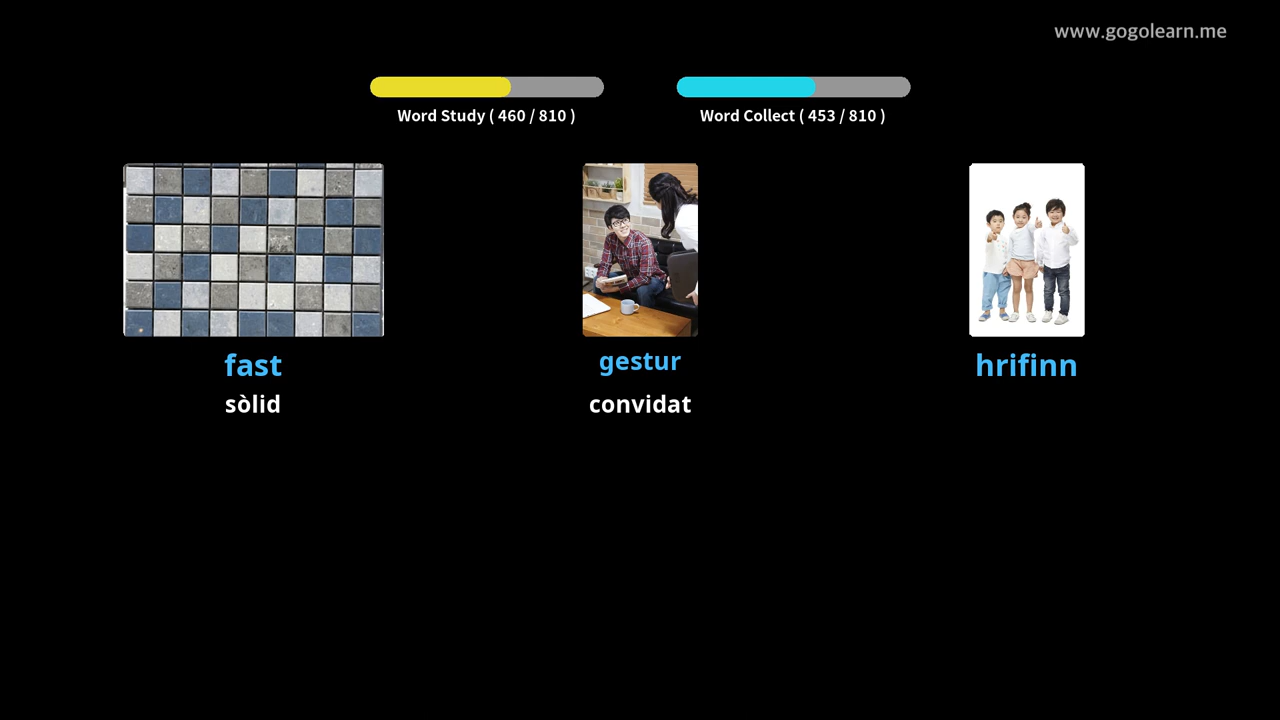 www.gogolearn.me
Word Study ( 460 / 810 )
Word Collect ( 453 / 810 )
fast
sòlid
gestur
convidat
hrifinn